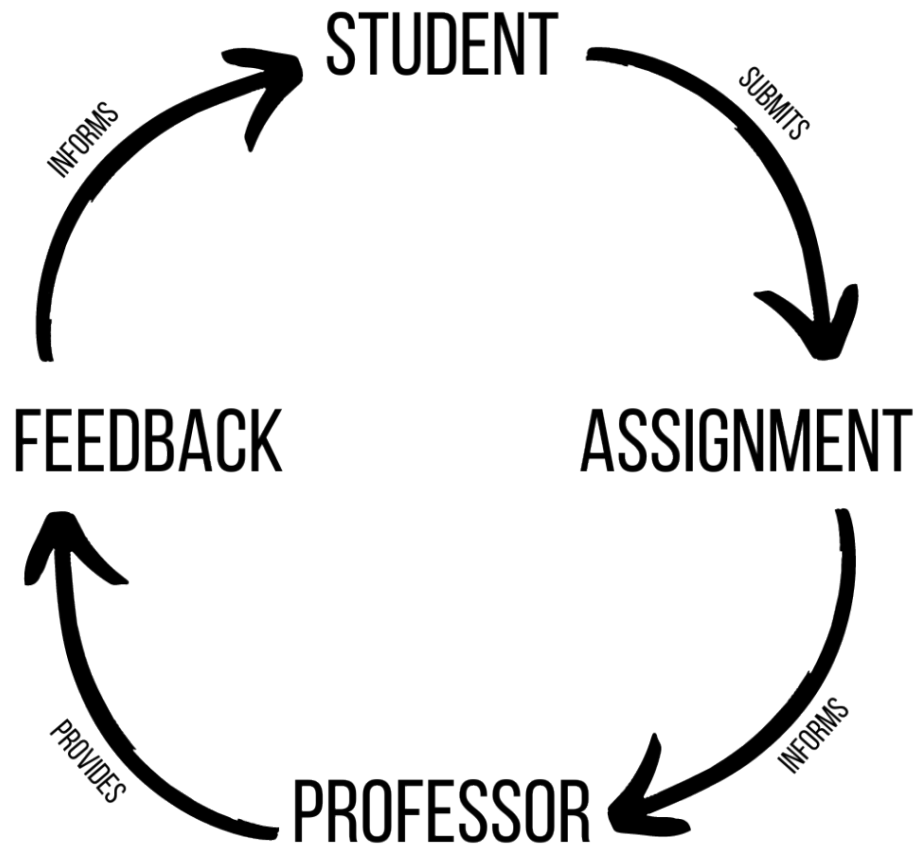 STUDENT
SUBMITS
ASSIGNMENT
INFORMS
PROFESSOR
PROVIDES
FEEDBACK
INFORMS